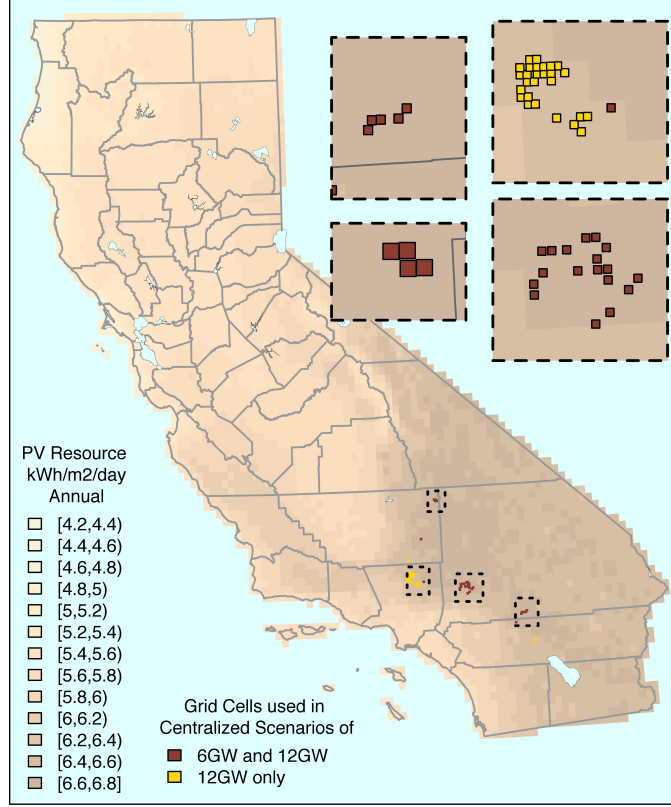 PV Resource
kWh/m2/day
Annual
[4.2,4.4)
[4.4,4.6)
[4.6,4.8)
[4.8,5)
[5,5.2)
[5.2,5.4)
[5.4,5.6)
[5.6,5.8)
[5.8,6)
[6,6.2)
[6.2,6.4)
[6.4,6.6)
[6.6,6.8]
Grid Cells used in
Centralized Scenarios of
6GW and 12GW
12GW only